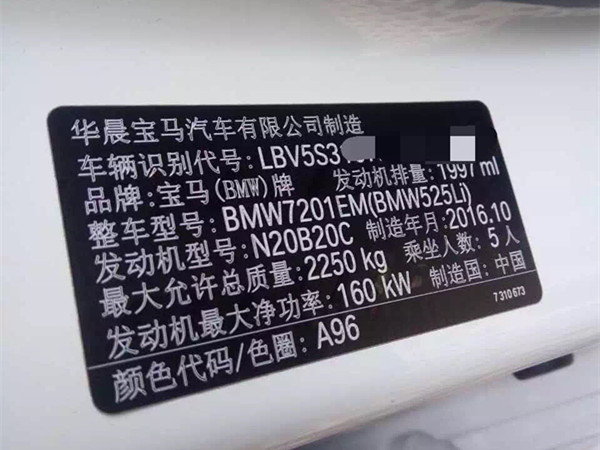 华晨宝马汽车有限公司制造
车辆识别代号: LBV5S3
品牌: 宝马(BMW)牌 发动机排量: 1997 ml
整车型号: BMW7201EM(BMW525Li)
发动机型号: N20B20C 制造年月: 2016.10
最大允许总质量: 2250 kg 乘坐人数: 5 人
发动机最大净功率: 160 kW 制造国: 中国
颜色代码/色圈: A96
7 310 673